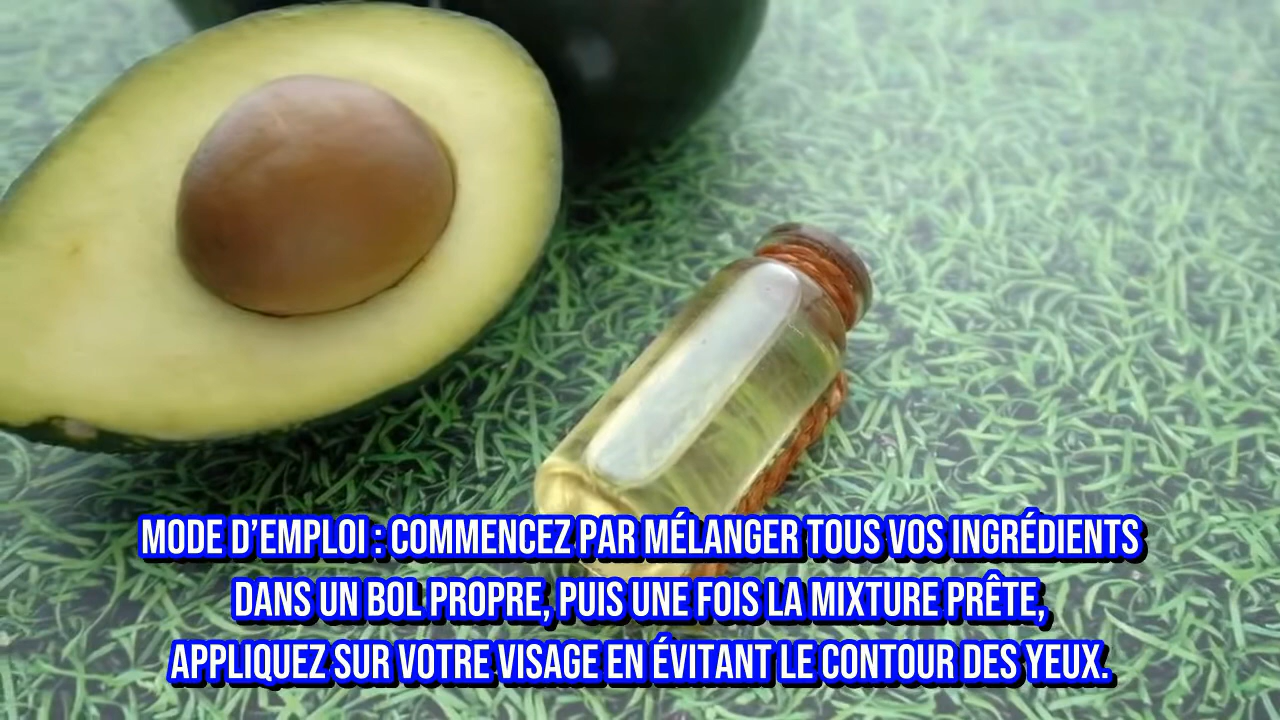 MODE D’EMPLOI : COMMENCEZ PAR MÉLANGER TOUS VOS INGRÉDIENTS
DANS UN BOL PROPRE, PUIS UNE FOIS LA MIXTURE PRÊTE,
APPLIQUEZ SUR VOTRE VISAGE EN ÉVITANT LE CONTOUR DES YEUX.